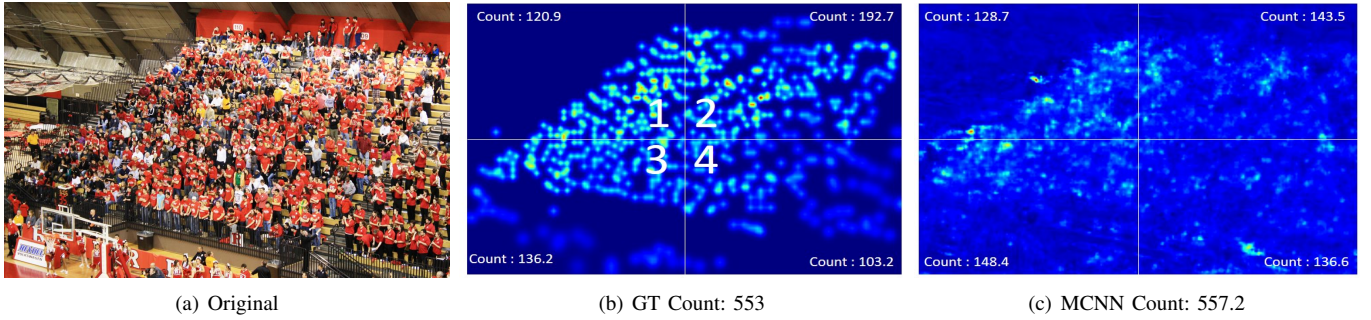 Count : 120.9
Count : 192.7
1 2
3 4
Count : 136.2
Count : 103.2
Count : 128.7
Count : 143.5
Count : 148.4
Count : 136.6
(a) Original
(b) GT Count: 553
(c) MCNN Count: 557.2